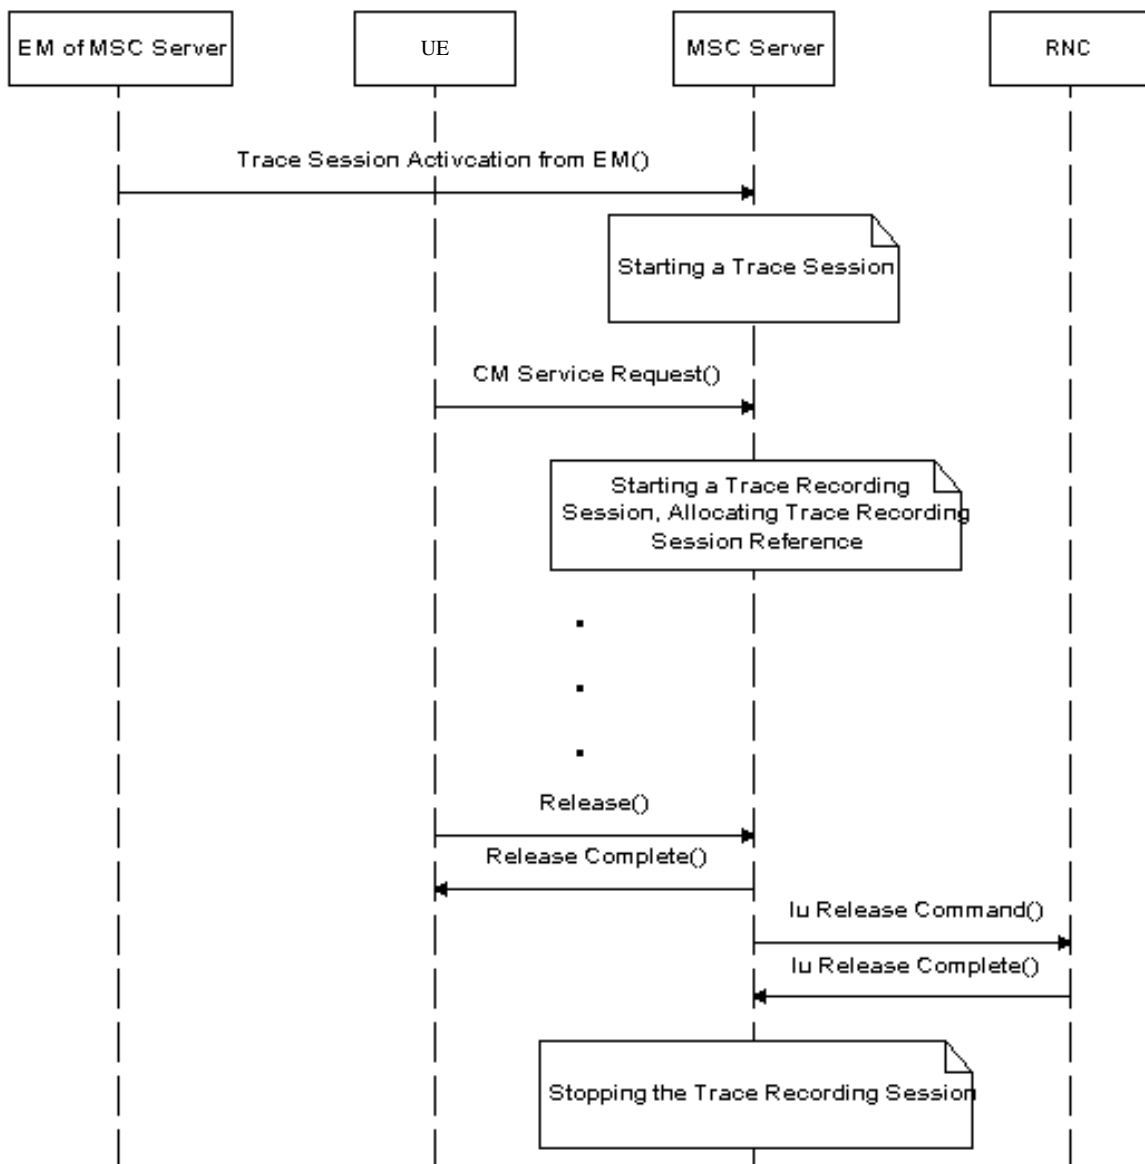 EM of MSC Server
UE
MSC Server
RNC
Trace Session Activcation from EM()
Starting a Trace Session
CM Service Request()
Starting a Trace Recording
Session, Allocating Trace Recording
Session Reference
Release()
Release Complete()
Iu Release Command()
Iu Release Complete()
Stopping the Trace Recording Session